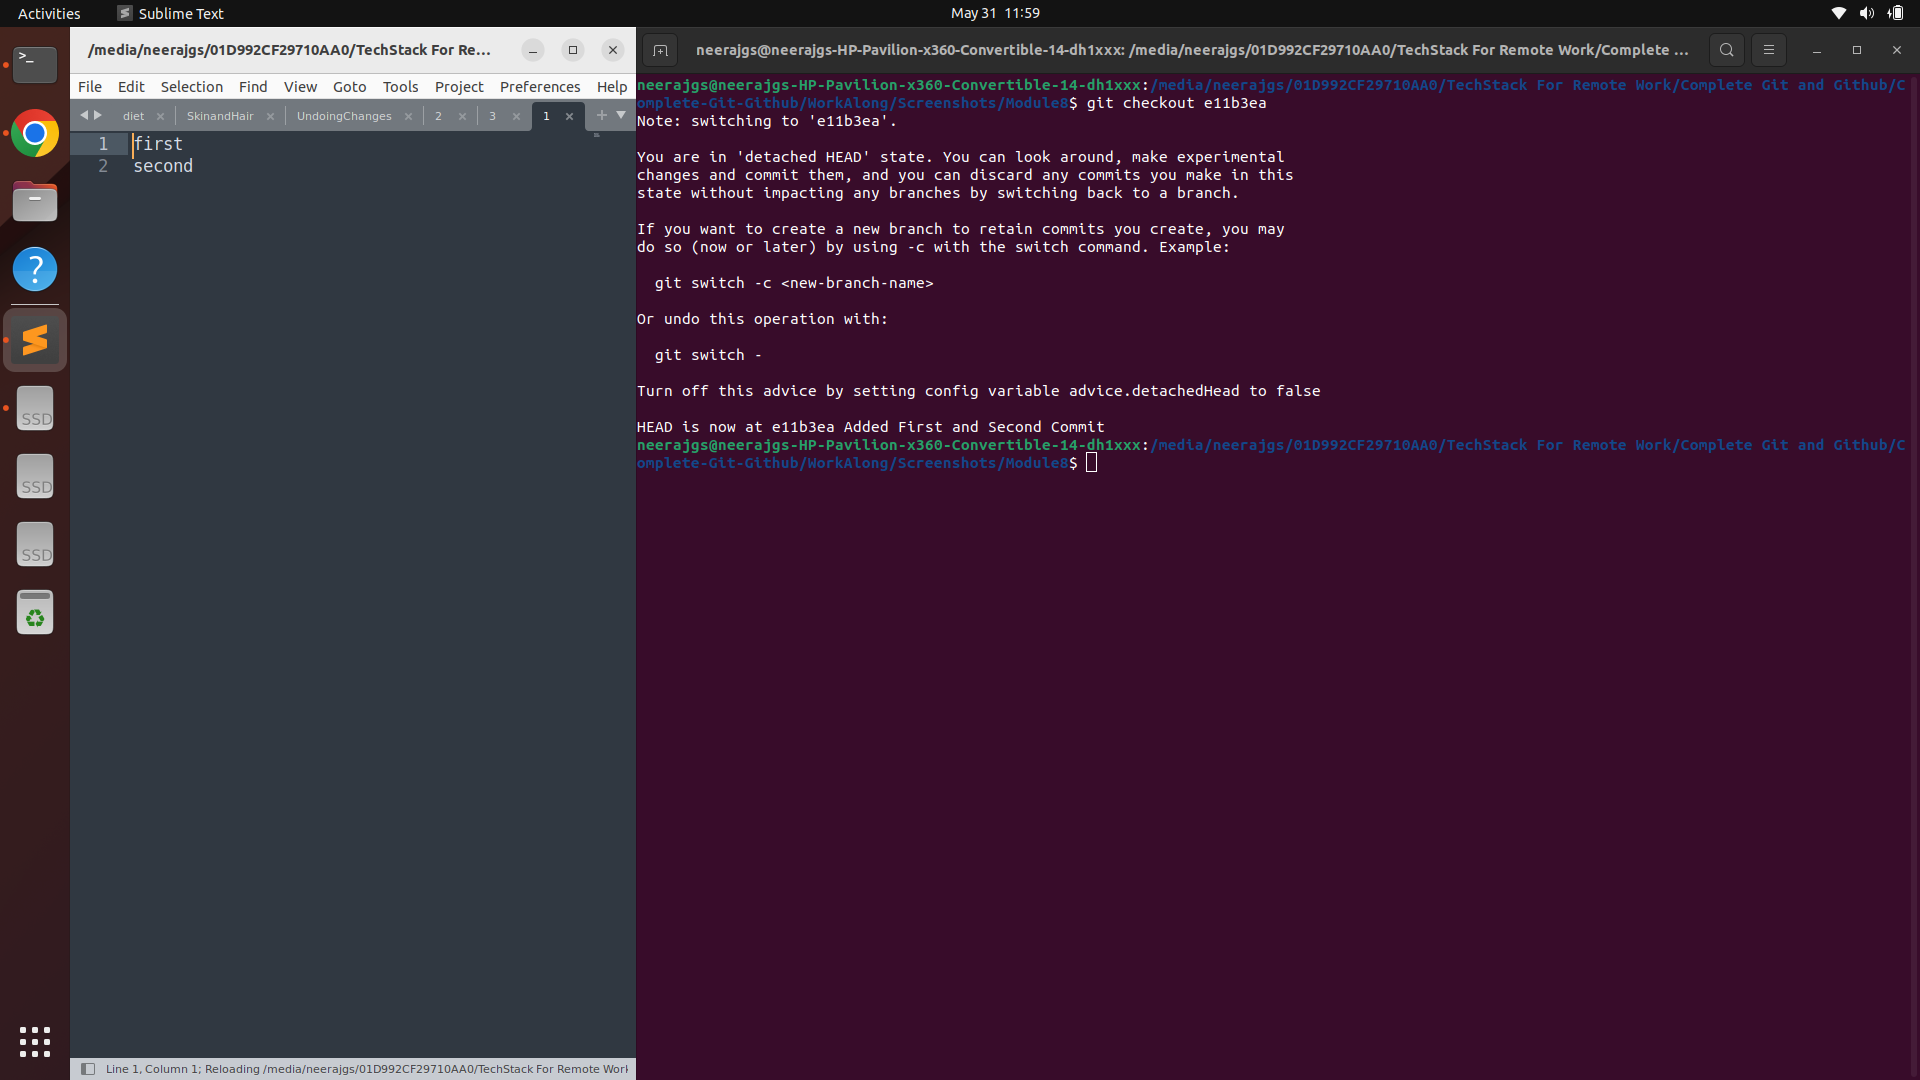 Activities
Sublime Text
May 31 11:59
/media/neerajgs/01D992CF29710AA0/TechStack For Re...
File Edit Selection Find View Goto Tools Project Preferences Help
diet SkinandHair UndoingChanges 2 3 1
1 first
2 second
Line 1, Column 1; Reloading /media/neerajgs/01D992CF29710AA0/TechStack For Remote Work
SSD
SSD
SSD
neerajgs@neerajgs-HP-Pavilion-x360-Convertible-14-dh1xxx: /media/neerajgs/01D992CF29710AA0/TechStack For Remote Work/Complete ...
neerajgs@neerajgs-HP-Pavilion-x360-Convertible-14-dh1xxx:/media/neerajgs/01D992CF29710AA0/TechStack For Remote Work/Complete Git and Github/C
omplete-Git-Github/WorkAlong/Screenshots/Module8$ git checkout e11b3ea
Note: switching to 'e11b3ea'.
You are in 'detached HEAD' state. You can look around, make experimental
changes and commit them, and you can discard any commits you make in this
state without impacting any branches by switching back to a branch.
If you want to create a new branch to retain commits you create, you may
do so (now or later) by using -c with the switch command. Example:
git switch -c <new-branch-name>
Or undo this operation with:
git switch -
Turn off this advice by setting config variable advice.detachedHead to false
HEAD is now at e11b3ea Added First and Second Commit
neerajgs@neerajgs-HP-Pavilion-x360-Convertible-14-dh1xxx:/media/neerajgs/01D992CF29710AA0/TechStack For Remote Work/Complete Git and Github/C
omplete-Git-Github/WorkAlong/Screenshots/Module8$